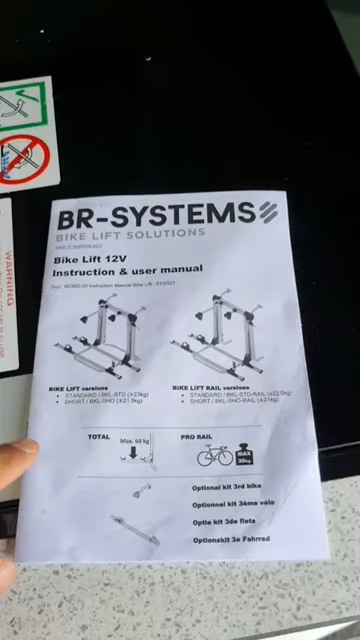 WARNING
BR-SYSTEMS
BIKE LIFT SOLUTIONS
Bike Lift 12V
Instruction & user manual
BIKE LIFT versions
• STANDARD / BKL-STD (±23kg)
• SHORT / BKL-SHO (±21.5kg)
BIKE LIFT RAIL versions
• STANDARD / BKL-STD-RAIL (±22.5kg)
• SHORT / BKL-SHO-RAIL (±21kg)
TOTAL
Max. 60 kg
PRO RAIL
MAX
30kg
Optional kit 3rd bike
Optionnel kit 3ème vélo
Optie kit 3de fiets
Optionskit 3e Fahrrad